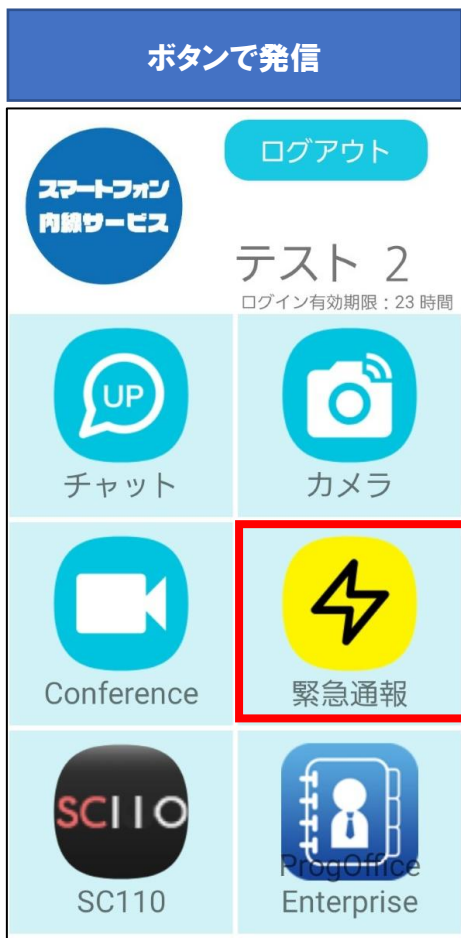 ボタンで発信
スマートフォン
内線サービス
ログアウト
テスト 2
ログイン有効期限：23 時間
UP
チャット
カメラ
Conference
緊急通報
SC110
SC110
ProgOffice
Enterprise